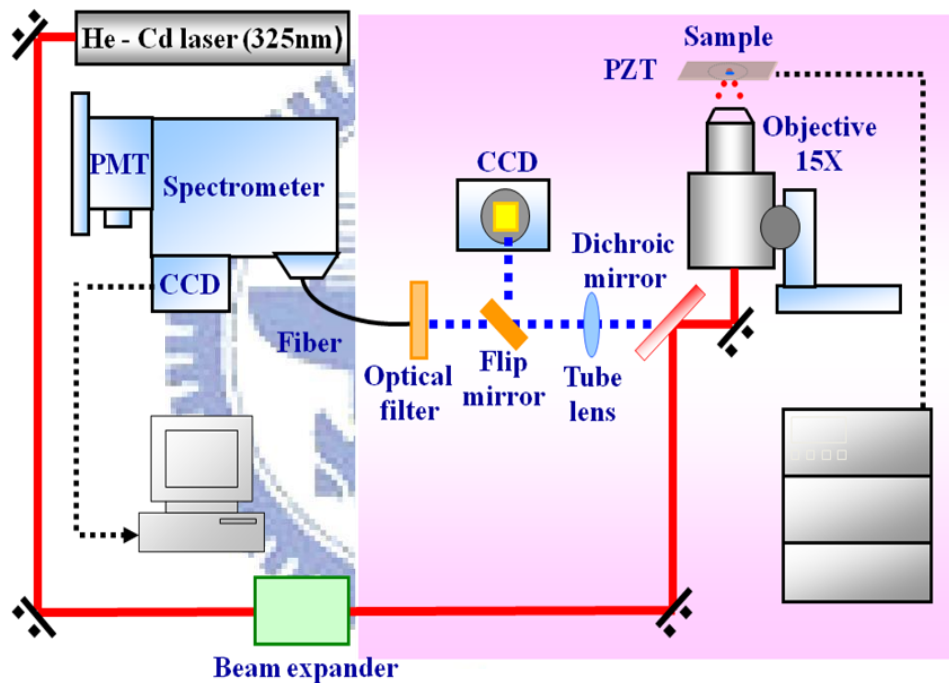 He - Cd laser (325nm)
Sample
PZT
Objective
15X
PMT
Spectrometer
CCD
CCD
Dichroic
mirror
Fiber
Optical
filter
Flip
mirror
Tube
lens
Beam expander